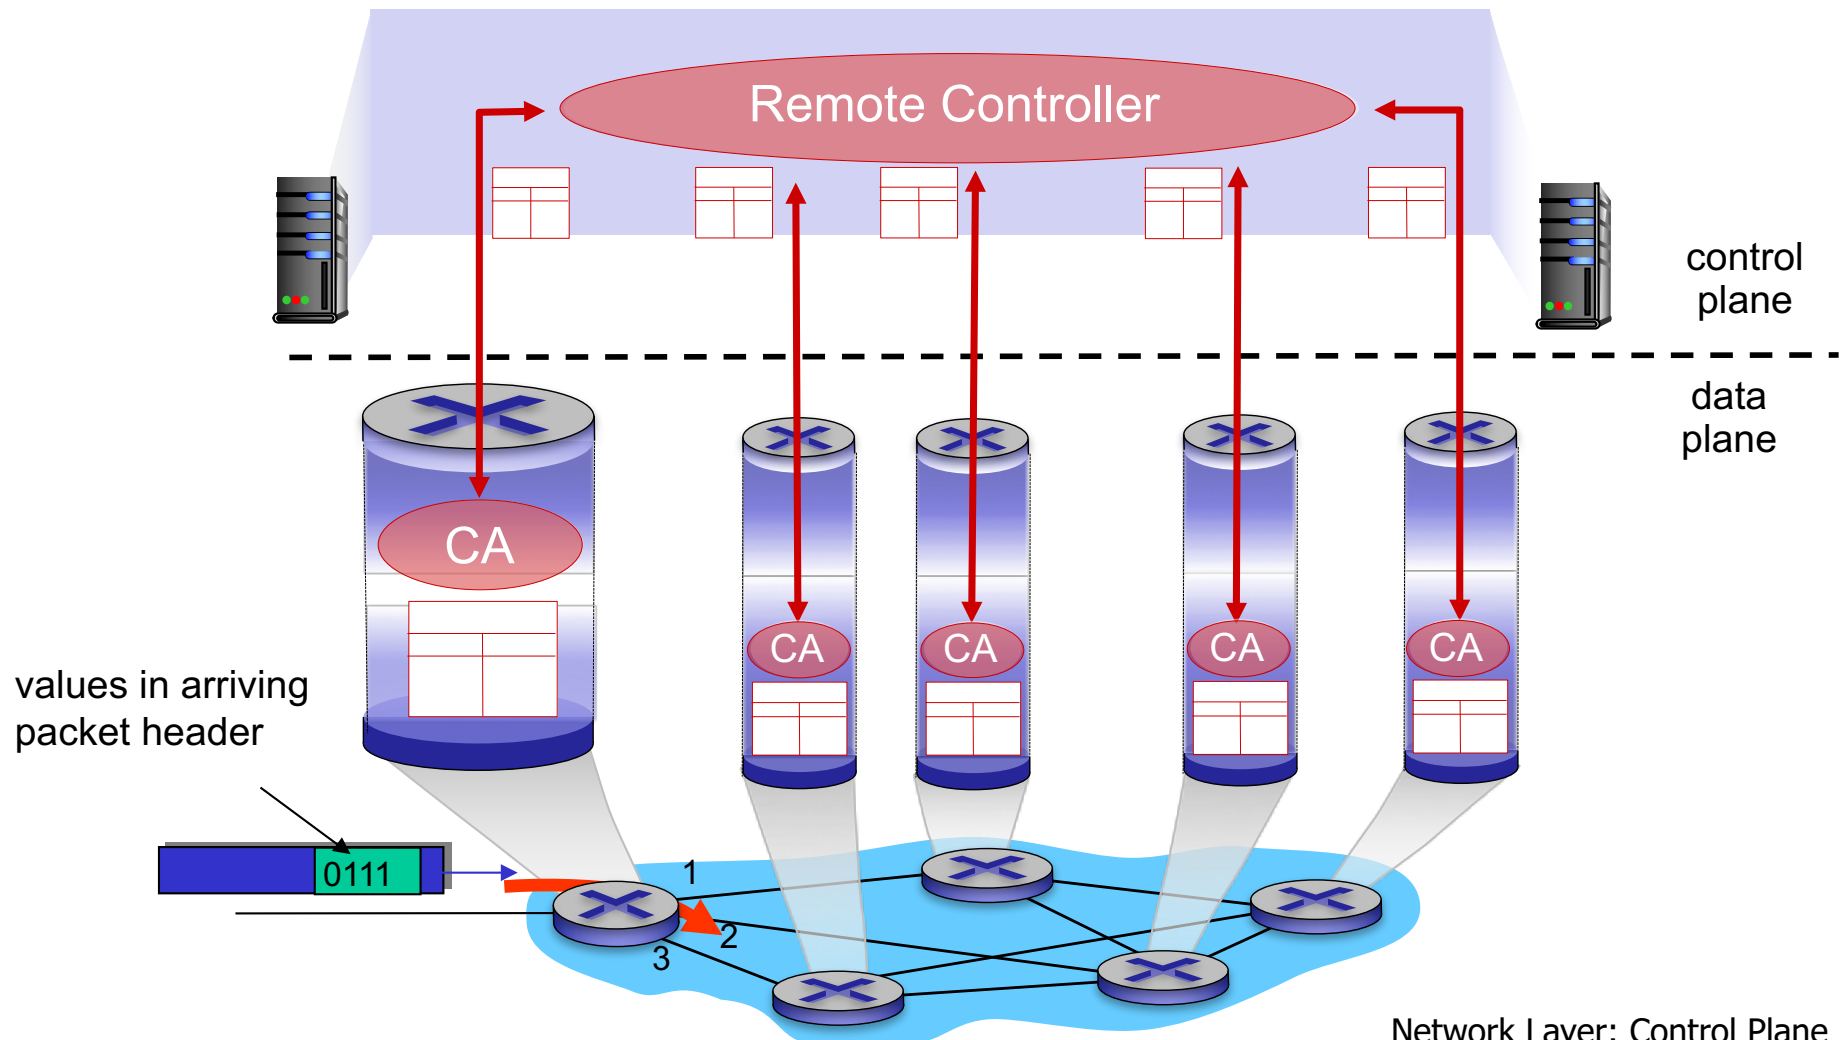 Remote Controller
control
plane
data
plane
CA
CA
CA
CA
CA
values in arriving
packet header
0111
1
2
3
Network Layer: Control Plane